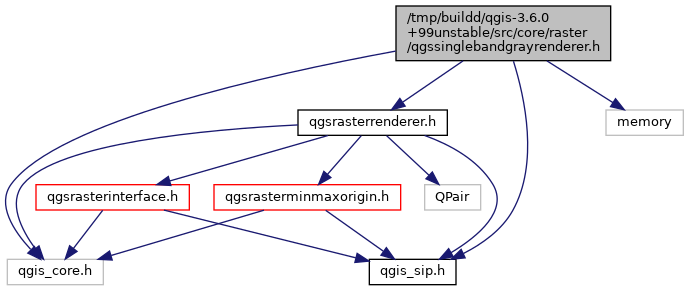 /tmp/buildd/qgis-3.6.0
+99unstable/src/core/raster
/qgssinglebandgrayrenderer.h
qgsrasterrenderer.h
memory
qgsrasterinterface.h
qgsrasterminmaxorigin.h
QPair
qgis_core.h
qgis_sip.h